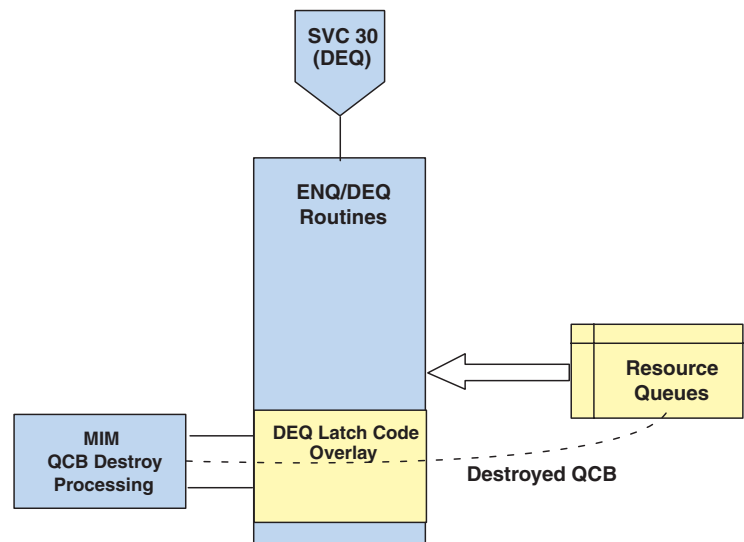 SVC 30
(DEQ)
ENQ/DEQ
Routines
Resource
Queues
DEQ Latch Code
Overlay
MIM
QCB Destroy
Processing
Destroyed QCB